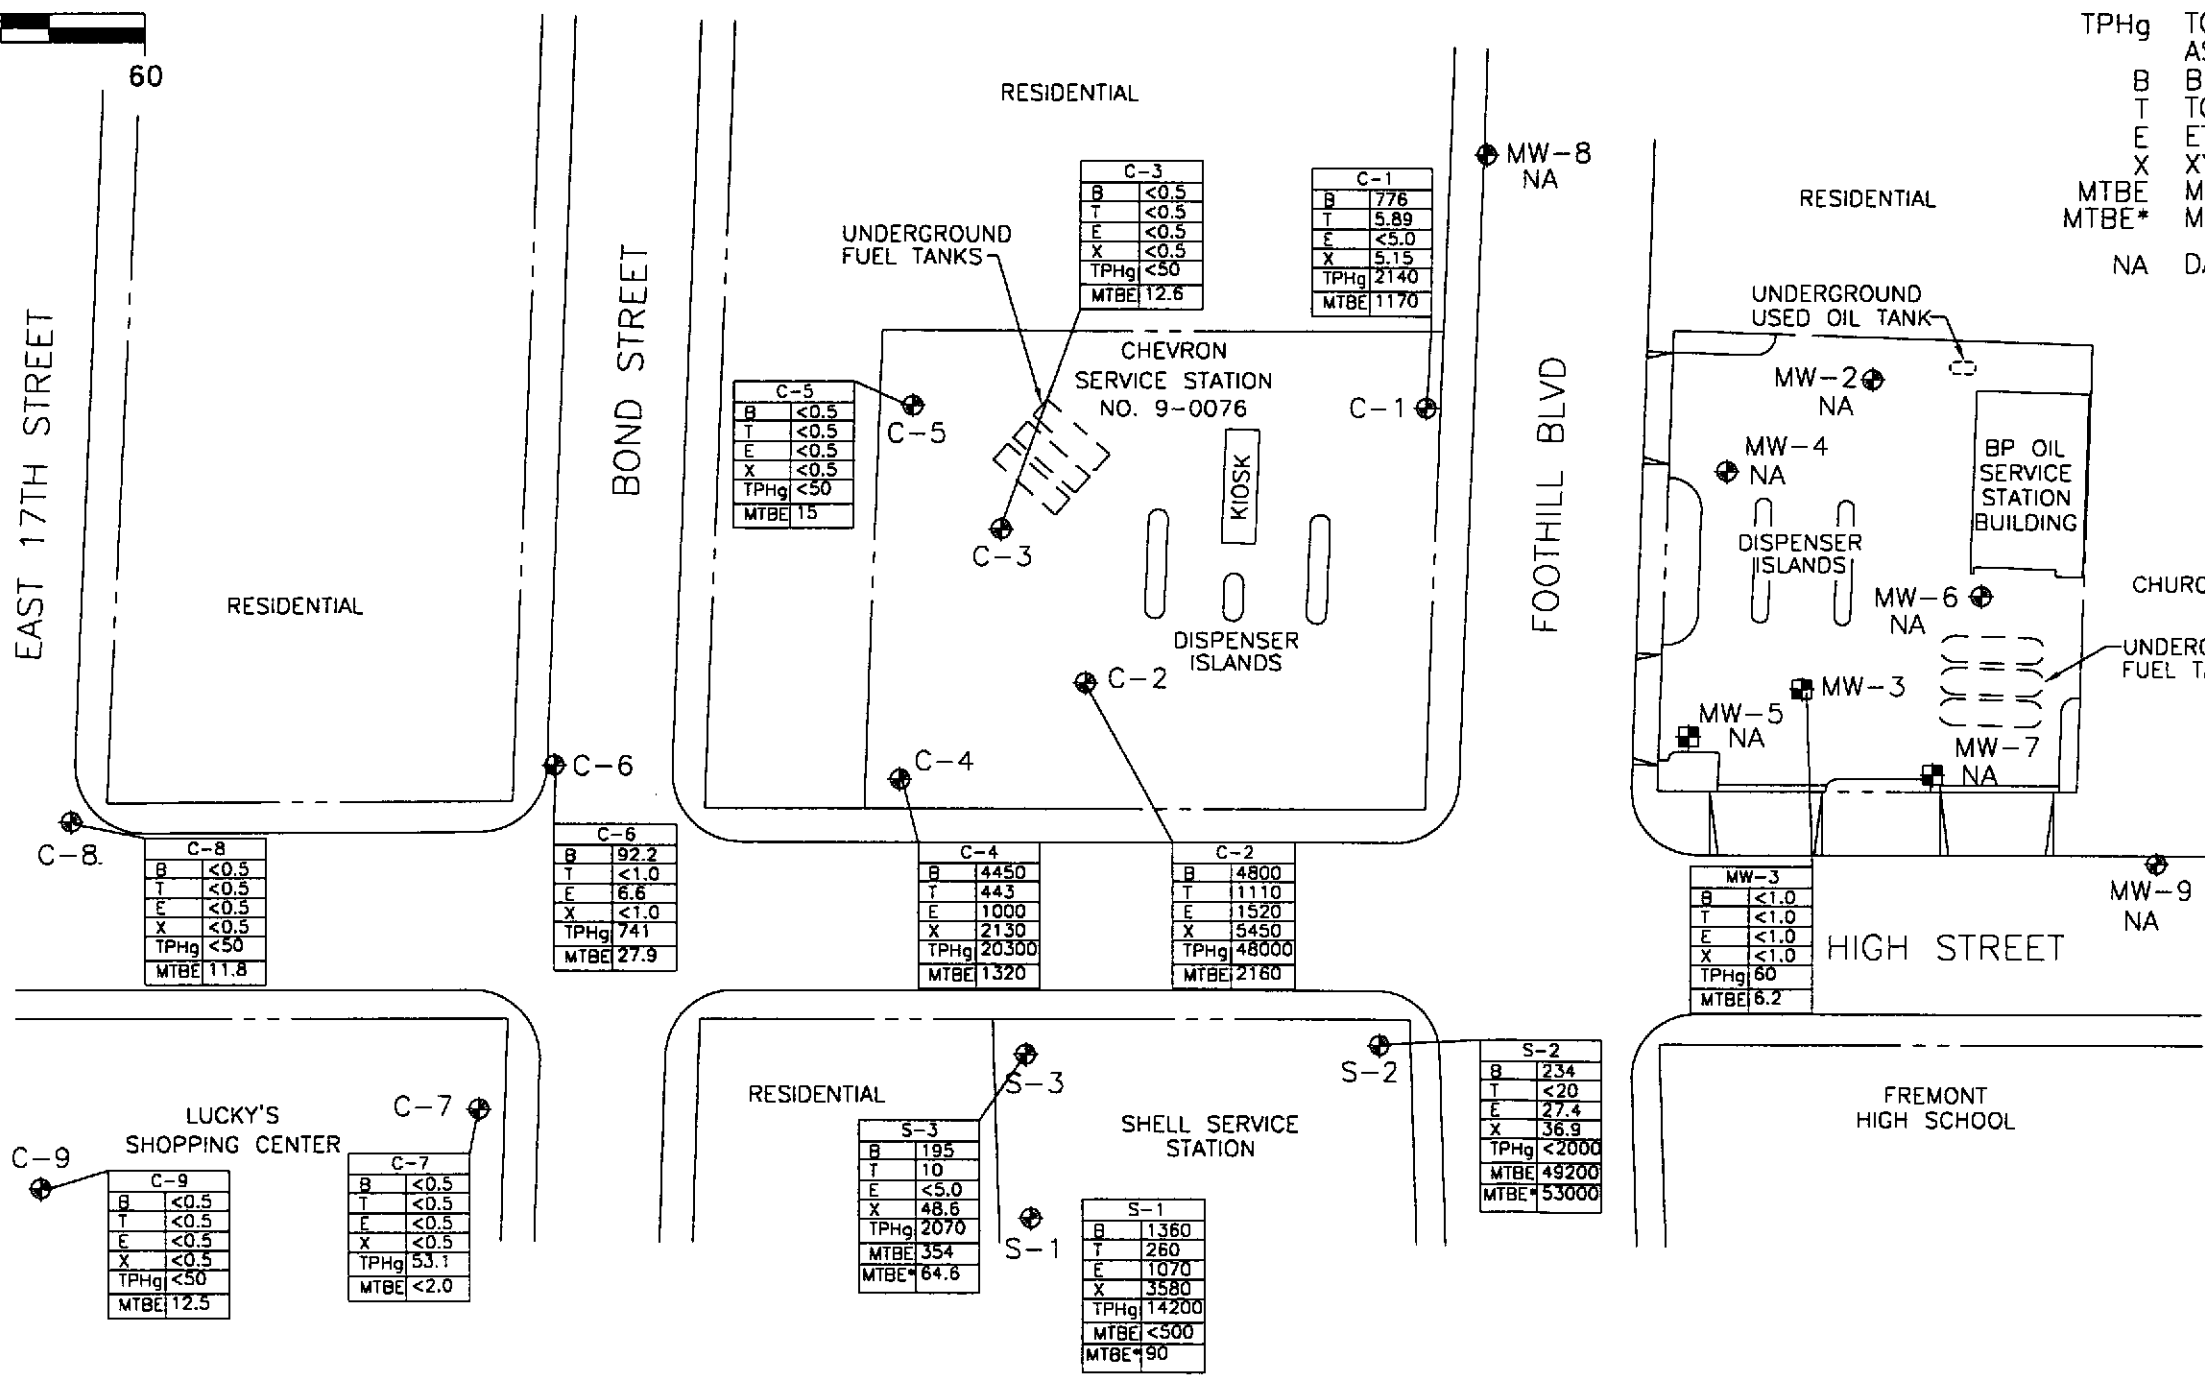 60
TPHg
B B
T
E
X
MTBE M
MTBE* M
NA
RESIDENTIAL
MW-8
NA
RESIDENTIAL
C-3
B <0.5
T <0.5
E <0.5
X <0.5
TPHg <50
MTBE 12.6
C-1
B 776
T 5.89
E <5.0
X 5.15
TPHg 2140
MTBE 1170
UNDERGROUND
FUEL TANKS
UNDERGROUND
USED OIL TANK
EAST 17TH STREET
BOND STREET
FOOTHILL BLVD
CHEVRON
SERVICE STATION
NO. 9-0076
C-5
B <0.5
T <0.5
E <0.5
X <0.5
TPHg <50
MTBE 15
C-5
C-1
MW-2
NA
MW-4
NA
KIOSK
BP OIL
SERVICE
STATION
BUILDING
C-3
DISPENSER
ISLANDS
RESIDENTIAL
MW-6
NA
DISPENSER
ISLANDS
C-2
MW-3
FUEL
MW-5
NA
MW-7
NA
C-6
C-4
C-8
C-8
B <0.5
T <0.5
E <0.5
X <0.5
TPHg <50
MTBE 11.8
C-6
B 92.2
T <1.0
E 6.6
X <1.0
TPHg 741
MTBE 27.9
C-4
B 4450
T 443
E 1000
X 2130
TPHg 20300
MTBE 1320
C-2
B 4800
T 1110
E 1520
X 5450
TPHg 48000
MTBE 2160
MW-3
B <1.0
T <1.0
E <1.0
X <1.0
TPHg 60
MTBE 6.2
MW-9
NA
HIGH STREET
S-3
S-2
S-2
B 234
T <20
E 27.4
X 36.9
TPHg <2000
MTBE 49200
MTBE* 53000
RESIDENTIAL
SHELL SERVICE
STATION
FREMONT
HIGH SCHOOL
LUCKY'S
SHOPPING CENTER
C-7
C-9
C-9
B <0.5
T <0.5
E <0.5
X <0.5
TPHg <50
MTBE 12.5
C-7
B <0.5
T <0.5
E <0.5
X <0.5
TPHg 53.1
MTBE <2.0
S-3
B 195
T 10
E <5.0
X 48.6
TPHg 2070
MTBE 354
MTBE* 64.6
S-1
S-1
B 1360
T 260
E 1070
X 3580
TPHg 14200
MTBE <500
MTBE* 90